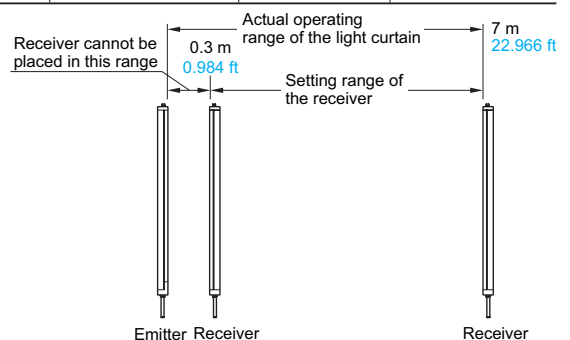 Actual operating
range of the light curtain
7 m
22.966 ft
Receiver cannot be
placed in this range
0.3 m
0.984 ft
Setting range of
the receiver
Emitter
Receiver
Receiver